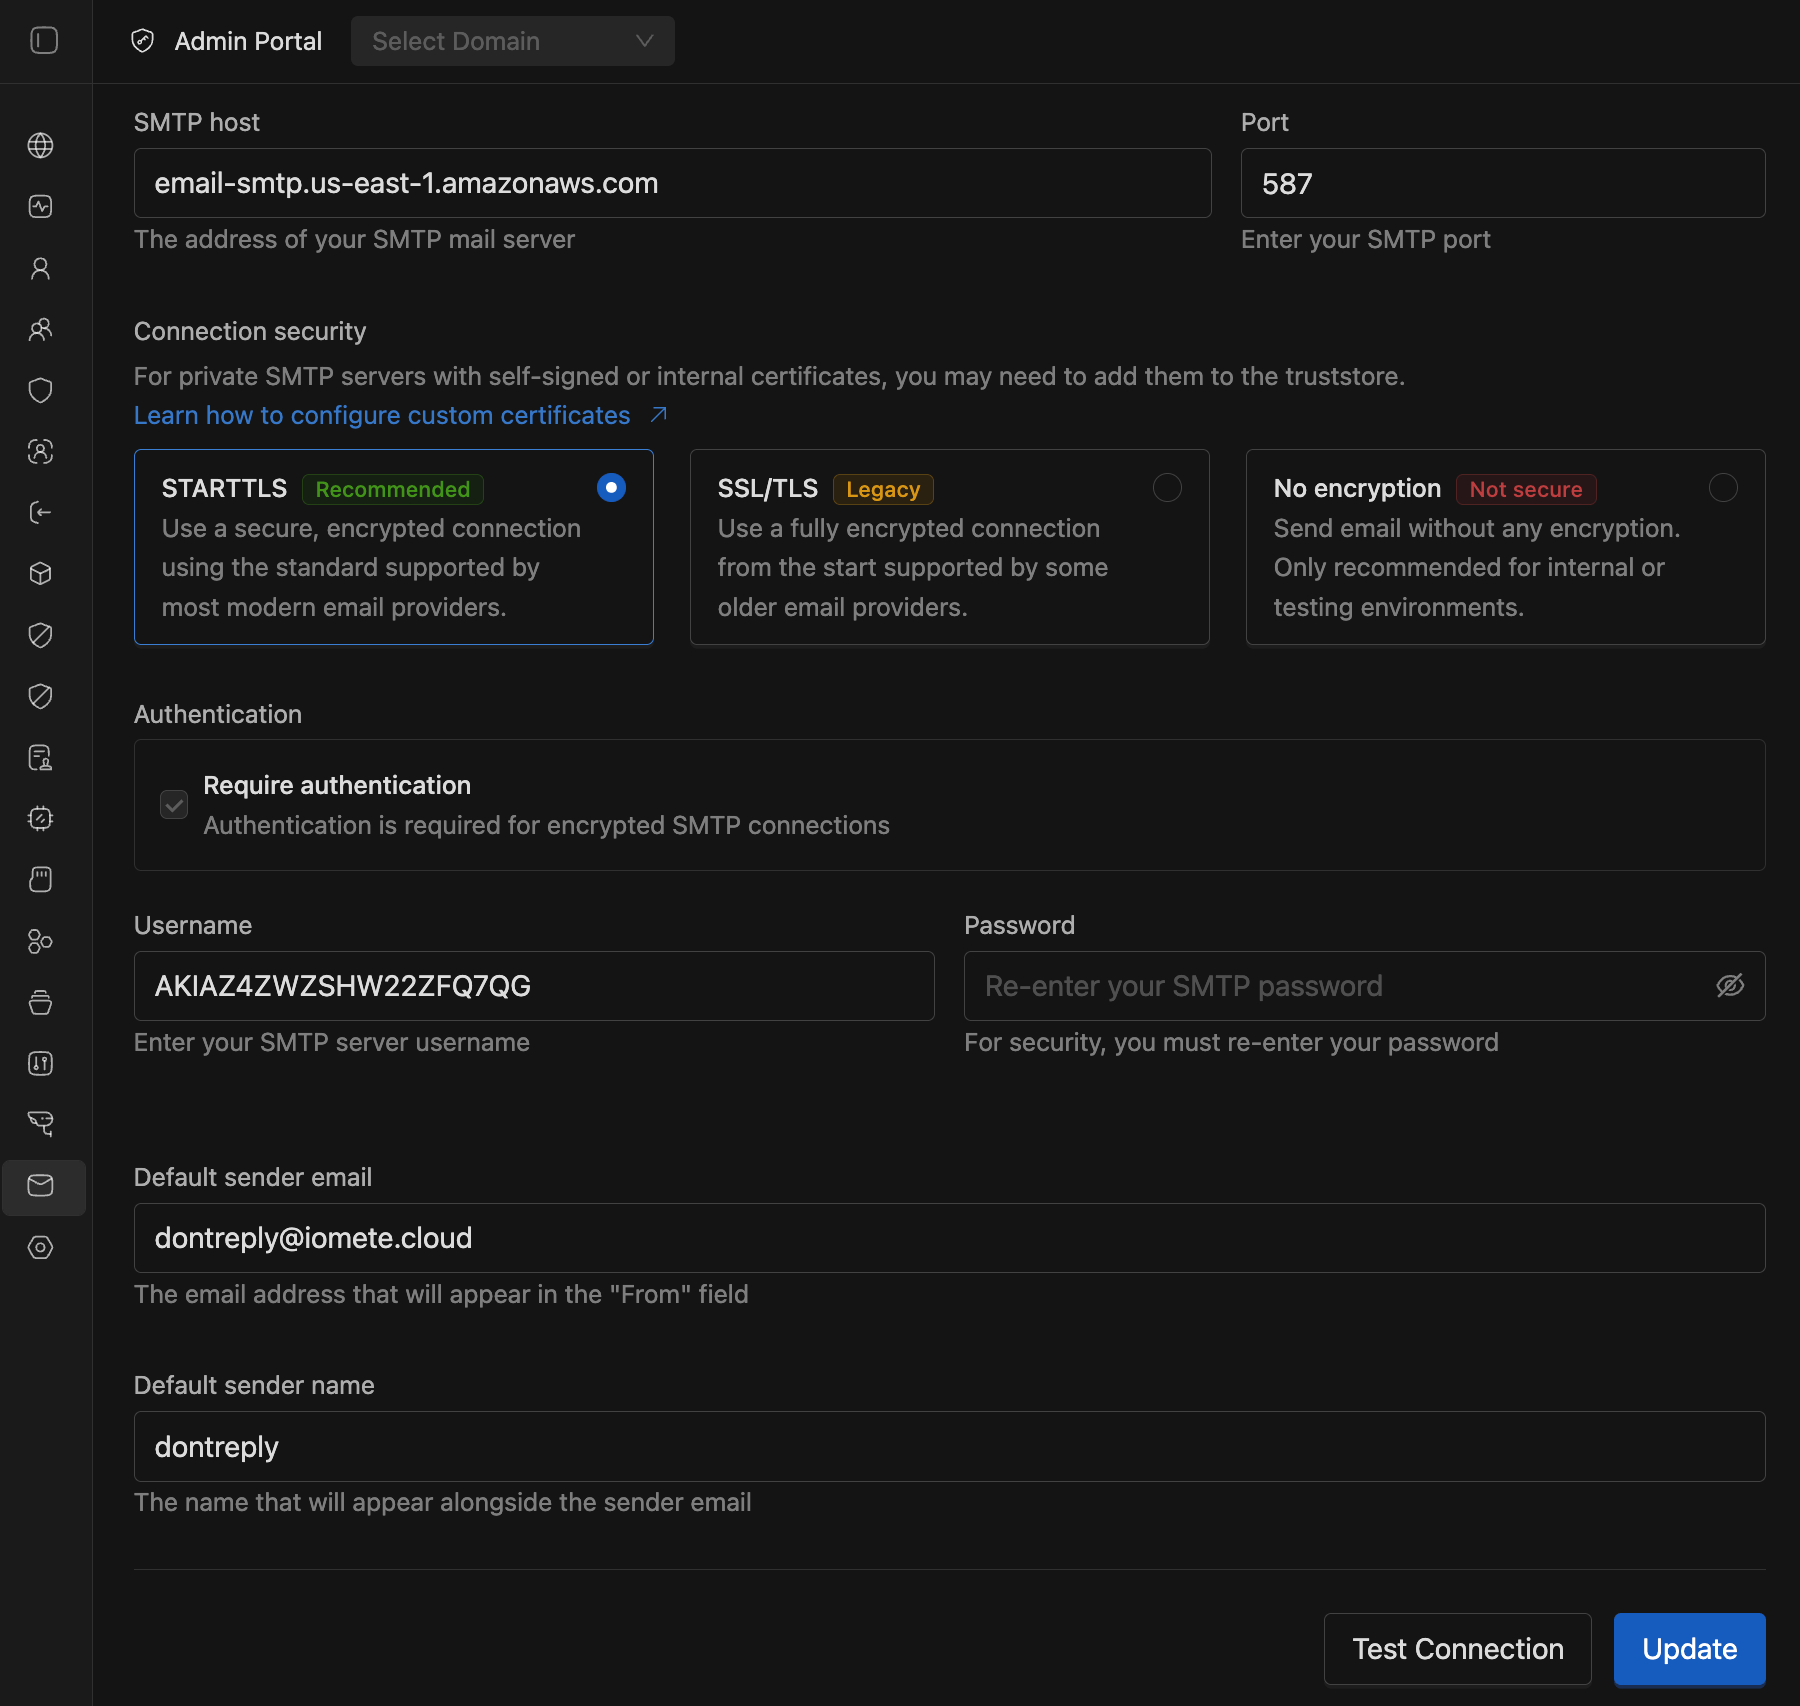 Admin Portal
Select Domain
SMTP host
Port
email-smtp.us-east-1.amazonaws.com
587
The address of your SMTP mail server
Enter your SMTP port
Connection security
For private SMTP servers with self-signed or internal certificates, you may need to add them to the truststore.
Learn how to configure custom certificates
STARTTLS Recommended
Use a secure, encrypted connection
using the standard supported by
most modern email providers.
SSL/TLS Legacy
Use a fully encrypted connection
from the start supported by some
older email providers.
No encryption Not secure
Send email without any encryption.
Only recommended for internal or
testing environments.
Authentication
Require authentication
Authentication is required for encrypted SMTP connections
Username
Password
AKIAZ4ZWZSHW22ZFQ7QG
Re-enter your SMTP password
Enter your SMTP server username
For security, you must re-enter your password
Default sender email
dontreply@iomete.cloud
The email address that will appear in the "From" field
Default sender name
dontreply
The name that will appear alongside the sender email
Test Connection
Update